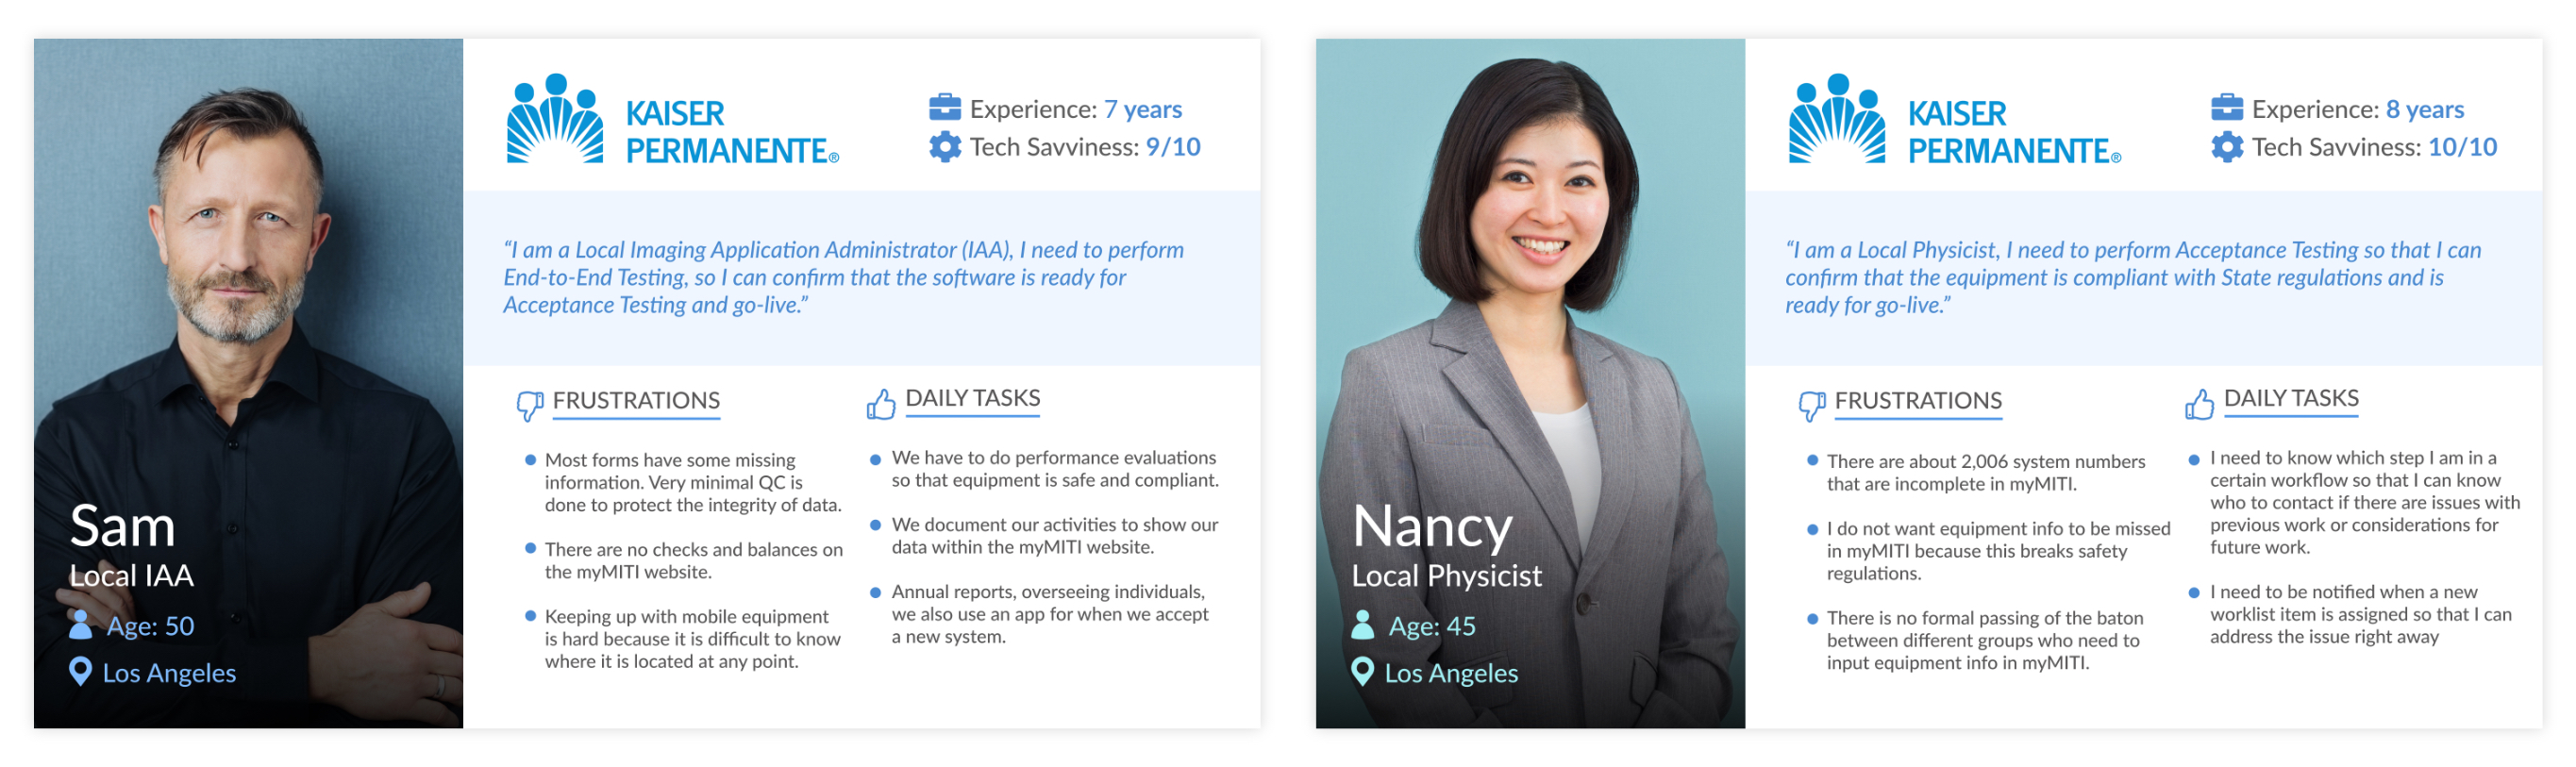 Sam
Local IAA
Age: 50
Los Angeles
KAISER
PERMANENTE®
Experience: 7 years
Tech Savviness: 9/10
“I am a Local Imaging Application Administrator (IAA), I need to perform
End-to-End Testing, so I can confirm that the software is ready for
Acceptance Testing and go-live.”
FRUSTRATIONS
Most forms have some missing
information. Very minimal QC is
done to protect the integrity of data.
There are no checks and balances on
the myMITI website.
Keeping up with mobile equipment
is hard because it is difficult to know
where it is located at any point.
DAILY TASKS
We have to do performance evaluations
so that equipment is safe and compliant.
We document our activities to show our
data within the myMITI website.
Annual reports, overseeing individuals,
we also use an app for when we accept
a new system.
Nancy
Local Physicist
Age: 45
Los Angeles
KAISER
PERMANENTE®
Experience: 8 years
Tech Savviness: 10/10
“I am a Local Physicist, I need to perform Acceptance Testing so that I can
confirm that the equipment is compliant with State regulations and is
ready for go-live.”
FRUSTRATIONS
There are about 2,006 system numbers
that are incomplete in myMITI.
I do not want equipment info to be missed
in myMITI because this breaks safety
regulations.
There is no formal passing of the baton
between different groups who need to
input equipment info in myMITI.
DAILY TASKS
I need to know which step I am in a
certain workflow so that I can know
who to contact if there are issues with
previous work or considerations for
future work.
I need to be notified when a new
worklist item is assigned so that I can
address the issue right away